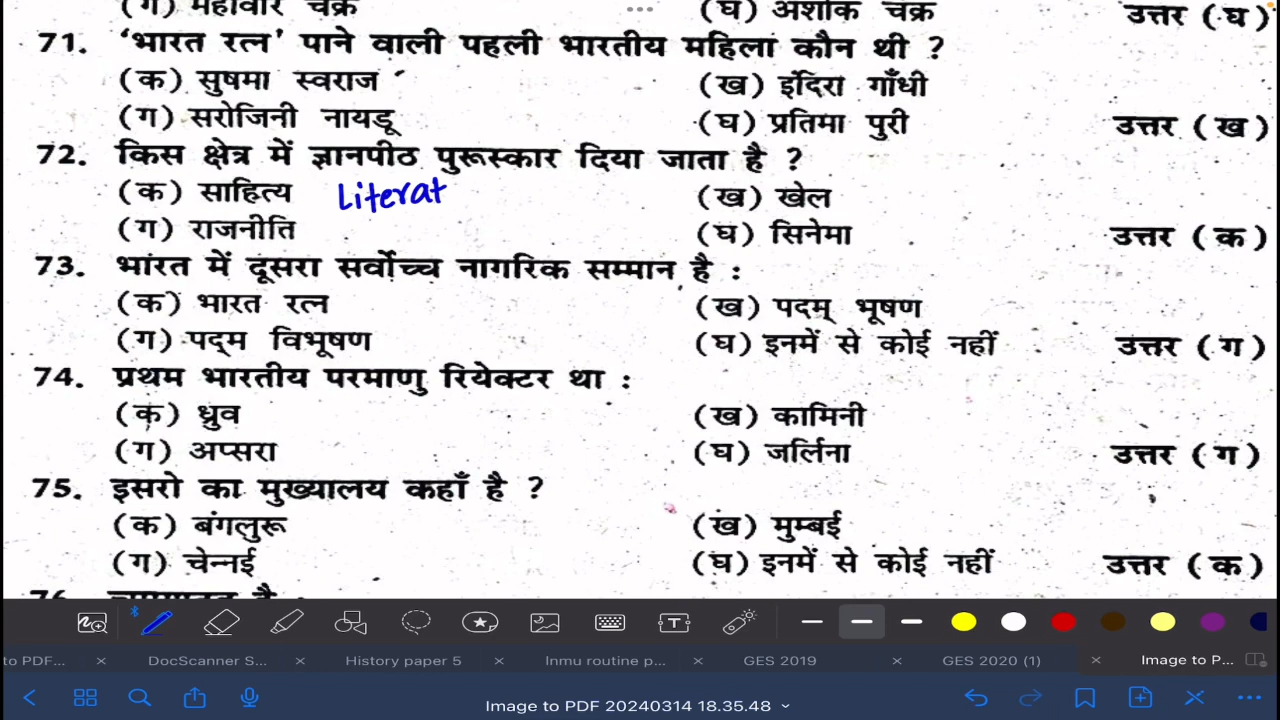 (ग) महावीर चक्र (घ) अशोक चक्र उत्तर (घ)
71. 'भारत रत्न' पाने वाली पहली भारतीय महिला कौन थी ?
(क) सुषमा स्वराज (ख) इंदिरा गाँधी
(ग) सरोजिनी नायडू (घ) प्रतिमा पुरी उत्तर (ख)
72. किस क्षेत्र में ज्ञानपीठ पुरूस्कार दिया जाता है ?
(क) साहित्य Literat (ख) खेल
(ग) राजनीति (घ) सिनेमा उत्तर (क)
73. भारत में दूसरा सर्वोच्च नागरिक सम्मान है :
(क) भारत रत्न (ख) पदम् भूषण
(ग) पद्म विभूषण (घ) इनमें से कोई नहीं उत्तर (ग)
74. प्रथम भारतीय परमाणु रियेक्टर था :
(क) ध्रुव (ख) कामिनी
(ग) अप्सरा (घ) जर्लिना उत्तर (ग)
75. इसरो का मुख्यालय कहाँ है ?
(क) बंगलुरू (ख) मुम्बई
(ग) चेन्नई (घ) इनमें से कोई नहीं उत्तर (क)
76.
to PDF... DocScanner S... History paper 5 Inmu routine p... GES 2019 GES 2020 (1) Image to P...
Image to PDF 20240314 18.35.48